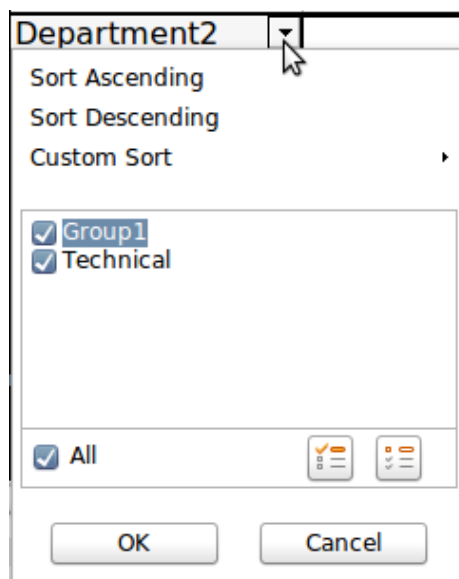 Department2
Sort Ascending
Sort Descending
Custom Sort
Group1
Technical
All
OK Cancel